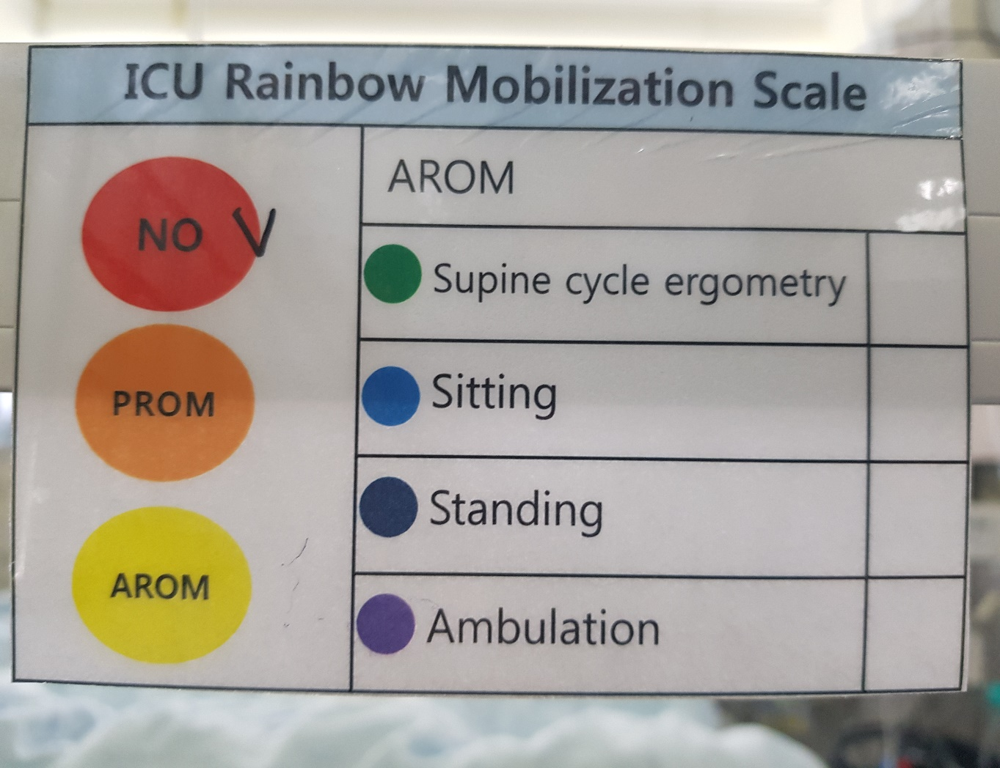 ICU Rainbow Mobilization Scale
NO V
PROM
AROM
AROM
Supine cycle ergometry
Sitting
Standing
Ambulation